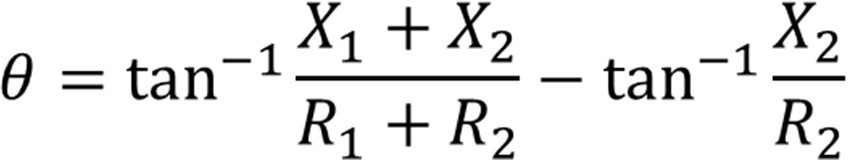 θ = tan⁻¹ (X₁ + X₂)/(R₁ + R₂) − tan⁻¹ X₂/R₂